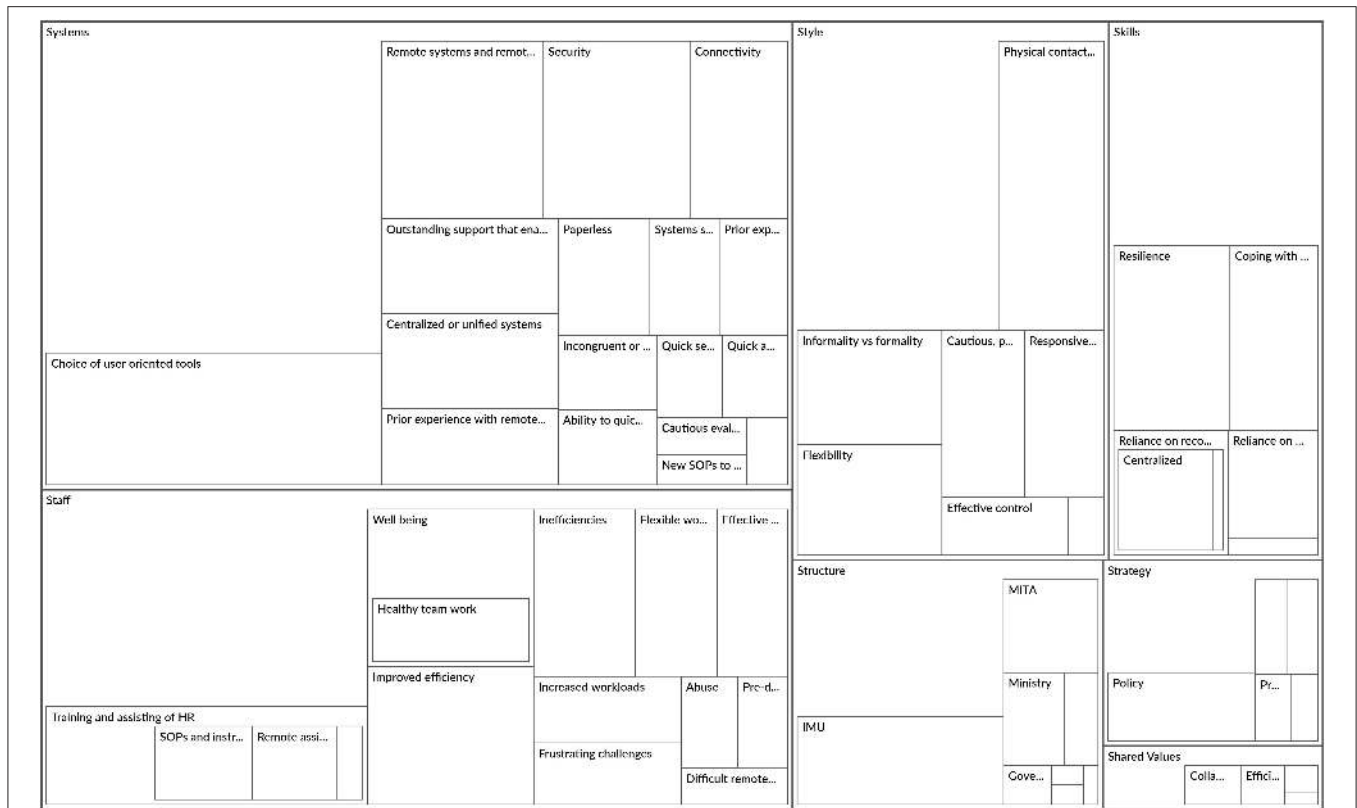 Systems
Remote systems and remot...
Security
Connectivity
Outstanding support that ena...
Paperless
Systems s...
Prior exp...
Centralized or unified systems
Incongruent or ...
Quick se...
Quick a...
Choice of user oriented tools
Prior experience with remote...
Ability to quic...
Cautious eval...
New SOPs to ...
Staff
Well being
Inefficiencies
Flexible wo...
Effective ...
Healthy team work
Improved efficiency
Increased workloads
Abuse
Pre-d...
Training and assisting of HR
SOPs and instr...
Remote assi...
Frustrating challenges
Difficult remote...
Style
Physical contact...
Informality vs formality
Cautious, p...
Responsive...
Flexibility
Effective control
Skills
Resilience
Coping with ...
Reliance on reco...
Reliance on ...
Centralized
Structure
MITA
Ministry
IMU
Gove...
Strategy
Policy
Pr...
Shared Values
Colla...
Effici...